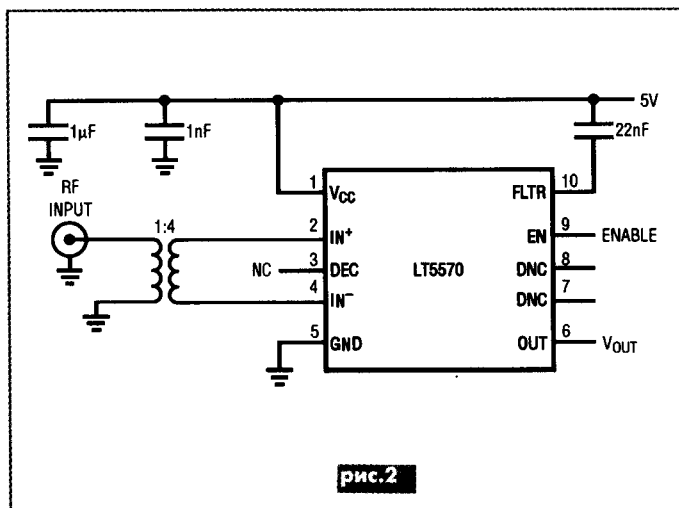 5V
1µF
1nF
22nF
RF
INPUT
1:4
1
VCC
FLTR
10
2
IN+
EN
9
ENABLE
NC
3
DEC
LT5570
DNC
8
4
IN−
DNC
7
5
GND
OUT
6
VOUT
рис.2